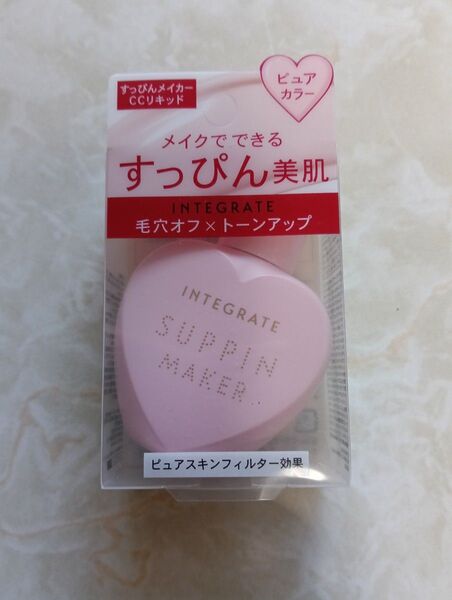 すっぴんメイカー
CCリキッド
ピュア
カラー
メイクでできる
すっぴん美肌
INTEGRATE
毛穴オフ×トーンアップ
INTEGRATE
SUPPIN
MAKER
ピュアスキンフィルター効果